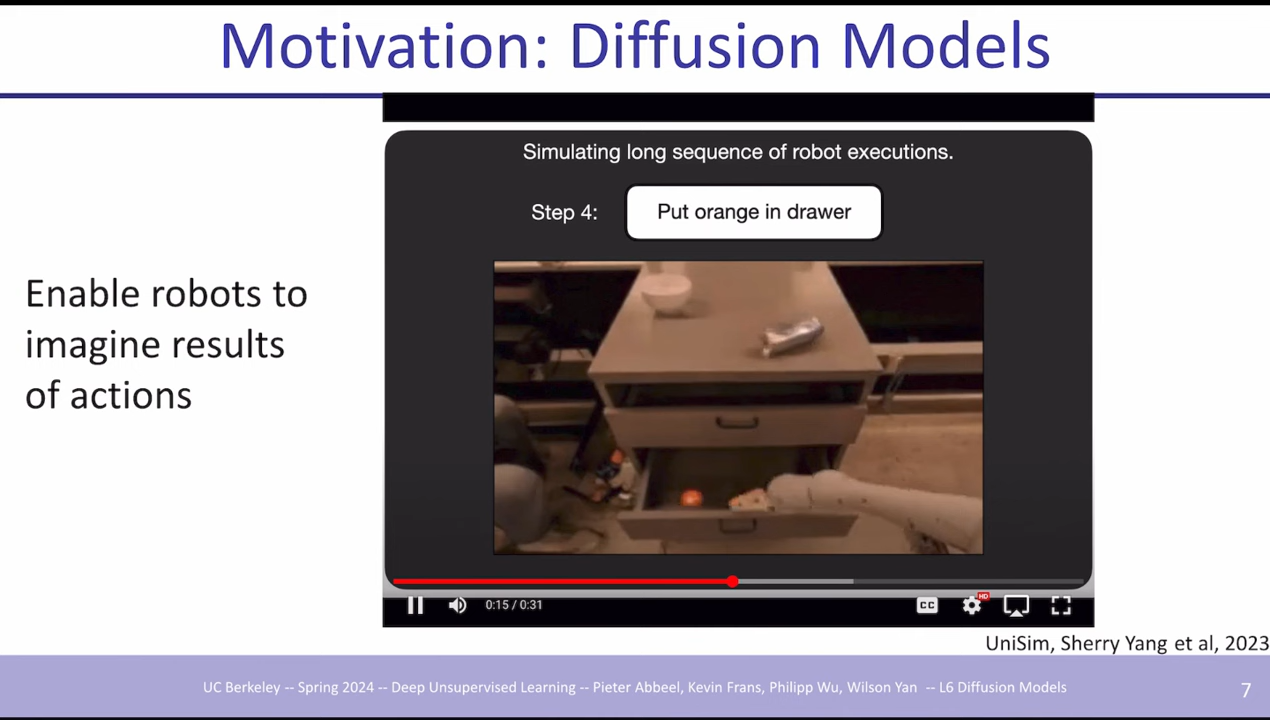 Motivation: Diffusion Models
Simulating long sequence of robot executions.
Step 4: Put orange in drawer
Enable robots to
imagine results
of actions
0:15 / 0:31
CC
HD
UniSim, Sherry Yang et al, 2023
UC Berkeley -- Spring 2024 -- Deep Unsupervised Learning -- Pieter Abbeel, Kevin Frans, Philipp Wu, Wilson Yan -- L6 Diffusion Models
7